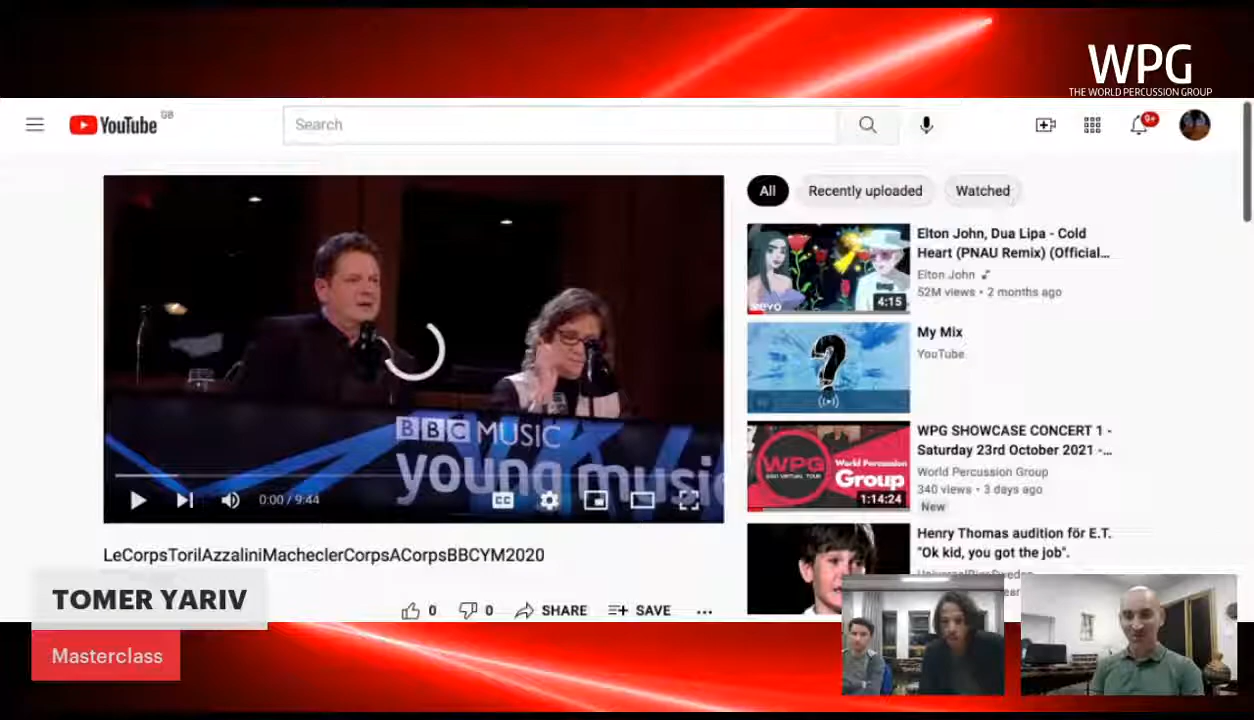 WPG
THE WORLD PERCUSSION GROUP
YouTube GB
Search
9+
All
Recently uploaded
Watched
vevo
4:15
Elton John, Dua Lipa - Cold
Heart (PNAU Remix) (Official...
Elton John
52M views • 2 months ago
My Mix
YouTube
BBC MUSIC
young music
0:00 / 9:44
CC
WPG
World Percussion
Group
1:14:24
WPG SHOWCASE CONCERT 1 -
Saturday 23rd October 2021 -...
World Percussion Group
340 views • 3 days ago
New
Henry Thomas audition för E.T.
"Ok kid, you got the job".
LeCorpsTorilAzzaliniMacheclerCorpsACorpsBBCYM2020
0
0
SHARE
SAVE
TOMER YARIV
Masterclass